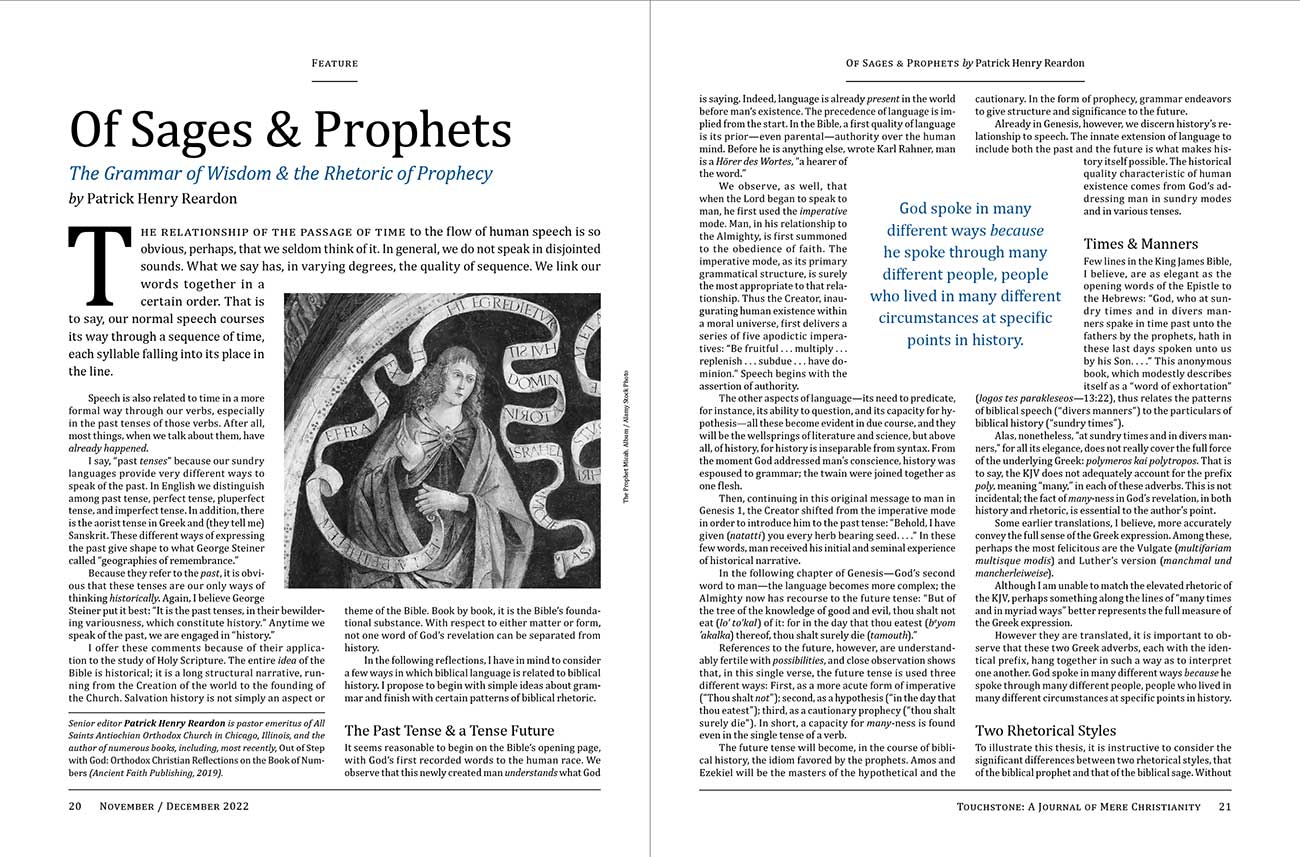 FEATURE
Of Sages & Prophets
The Grammar of Wisdom & the Rhetoric of Prophecy
by Patrick Henry Reardon
THE RELATIONSHIP OF THE PASSAGE OF TIME to the flow of human speech is so
obvious, perhaps, that we seldom think of it. In general, we do not speak in disjointed
sounds. What we say has, in varying degrees, the quality of sequence. We link our
words together in a
certain order. That is
to say, our normal speech courses
its way through a sequence of time,
each syllable falling into its place in
the line.
Speech is also related to time in a more
formal way through our verbs, especially
in the past tenses of those verbs. After all,
most things, when we talk about them, have
already happened.
I say, “past tenses” because our sundry
languages provide very different ways to
speak of the past. In English we distinguish
among past tense, perfect tense, pluperfect
tense, and imperfect tense. In addition, there
is the aorist tense in Greek and (they tell me)
Sanskrit. These different ways of expressing
the past give shape to what George Steiner
called “geographies of remembrance.”
Because they refer to the past, it is obvi-
ous that these tenses are our only ways of
thinking historically. Again, I believe George
Steiner put it best: “It is the past tenses, in their bewilder-
ing variousness, which constitute history.” Anytime we
speak of the past, we are engaged in “history.”
I offer these comments because of their applica-
tion to the study of Holy Scripture. The entire idea of the
Bible is historical; it is a long structural narrative, run-
ning from the Creation of the world to the founding of
the Church. Salvation history is not simply an aspect or
Senior editor Patrick Henry Reardon is pastor emeritus of All
Saints Antiochian Orthodox Church in Chicago, Illinois, and the
author of numerous books, including, most recently, Out of Step
with God: Orthodox Christian Reflections on the Book of Num-
bers (Ancient Faith Publishing, 2019).
HI EGREDIETUR
EFFRA
DOMIN
ISRAHEL
The Prophet Micah. Album / Alamy Stock Photo
theme of the Bible. Book by book, it is the Bible’s founda-
tional substance. With respect to either matter or form,
not one word of God’s revelation can be separated from
history.
In the following reflections, I have in mind to consider
a few ways in which biblical language is related to biblical
history. I propose to begin with simple ideas about gram-
mar and finish with certain patterns of biblical rhetoric.
The Past Tense & a Tense Future
It seems reasonable to begin on the Bible’s opening page,
with God’s first recorded words to the human race. We
observe that this newly created man understands what God
20 NOVEMBER / DECEMBER 2022
OF SAGES & PROPHETS by Patrick Henry Reardon
is saying. Indeed, language is already present in the world
before man’s existence. The precedence of language is im-
plied from the start. In the Bible, a first quality of language
is its prior—even parental—authority over the human
mind. Before he is anything else, wrote Karl Rahner, man
is a Hörer des Wortes, “a hearer of
the word.”
We observe, as well, that
when the Lord began to speak to
man, he first used the imperative
mode. Man, in his relationship to
the Almighty, is first summoned
to the obedience of faith. The
imperative mode, as its primary
grammatical structure, is surely
the most appropriate to that rela-
tionship. Thus the Creator, inau-
gurating human existence within
a moral universe, first delivers a
series of five apodictic impera-
tives: “Be fruitful . . . multiply . . .
replenish . . . subdue . . . have do-
minion.” Speech begins with the
assertion of authority.
The other aspects of language—its need to predicate,
for instance, its ability to question, and its capacity for hy-
pothesis—all these become evident in due course, and they
will be the wellsprings of literature and science, but above
all, of history, for history is inseparable from syntax. From
the moment God addressed man’s conscience, history was
espoused to grammar; the twain were joined together as
one flesh.
Then, continuing in this original message to man in
Genesis 1, the Creator shifted from the imperative mode
in order to introduce him to the past tense: “Behold, I have
given (natatti) you every herb bearing seed. . . .” In these
few words, man received his initial and seminal experience
of historical narrative.
In the following chapter of Genesis—God’s second
word to man—the language becomes more complex; the
Almighty now has recourse to the future tense: “But of
the tree of the knowledge of good and evil, thou shalt not
eat (lo’ to’kal) of it: for in the day that thou eatest (bᵉyom
’akalka) thereof, thou shalt surely die (tamouth).”
References to the future, however, are understand-
ably fertile with possibilities, and close observation shows
that, in this single verse, the future tense is used three
different ways: First, as a more acute form of imperative
(“Thou shalt not”); second, as a hypothesis (“in the day that
thou eatest”); third, as a cautionary prophecy (“thou shalt
surely die”). In short, a capacity for many-ness is found
even in the single tense of a verb.
The future tense will become, in the course of bibli-
cal history, the idiom favored by the prophets. Amos and
Ezekiel will be the masters of the hypothetical and the
God spoke in many
different ways because
he spoke through many
different people, people
who lived in many different
circumstances at specific
points in history.
cautionary. In the form of prophecy, grammar endeavors
to give structure and significance to the future.
Already in Genesis, however, we discern history’s re-
lationship to speech. The innate extension of language to
include both the past and the future is what makes his-
tory itself possible. The historical
quality characteristic of human
existence comes from God’s ad-
dressing man in sundry modes
and in various tenses.
Times & Manners
Few lines in the King James Bible,
I believe, are as elegant as the
opening words of the Epistle to
the Hebrews: “God, who at sun-
dry times and in divers man-
ners spake in time past unto the
fathers by the prophets, hath in
these last days spoken unto us
by his Son. . . .” This anonymous
book, which modestly describes
itself as a “word of exhortation”
(logos tes parakleseos—13:22), thus relates the patterns
of biblical speech (“divers manners”) to the particulars of
biblical history (“sundry times”).
Alas, nonetheless, “at sundry times and in divers man-
ners,” for all its elegance, does not really cover the full force
of the underlying Greek: polymeros kai polytropos. That is
to say, the KJV does not adequately account for the prefix
poly, meaning “many,” in each of these adverbs. This is not
incidental; the fact of many-ness in God’s revelation, in both
history and rhetoric, is essential to the author’s point.
Some earlier translations, I believe, more accurately
convey the full sense of the Greek expression. Among these,
perhaps the most felicitous are the Vulgate (multifariam
multisque modis) and Luther’s version (manchmal und
mancherleiweise).
Although I am unable to match the elevated rhetoric of
the KJV, perhaps something along the lines of “many times
and in myriad ways” better represents the full measure of
the Greek expression.
However they are translated, it is important to ob-
serve that these two Greek adverbs, each with the iden-
tical prefix, hang together in such a way as to interpret
one another. God spoke in many different ways because he
spoke through many different people, people who lived in
many different circumstances at specific points in history.
Two Rhetorical Styles
To illustrate this thesis, it is instructive to consider the
significant differences between two rhetorical styles, that
of the biblical prophet and that of the biblical sage. Without
TOUCHSTONE: A JOURNAL OF MERE CHRISTIANITY 21